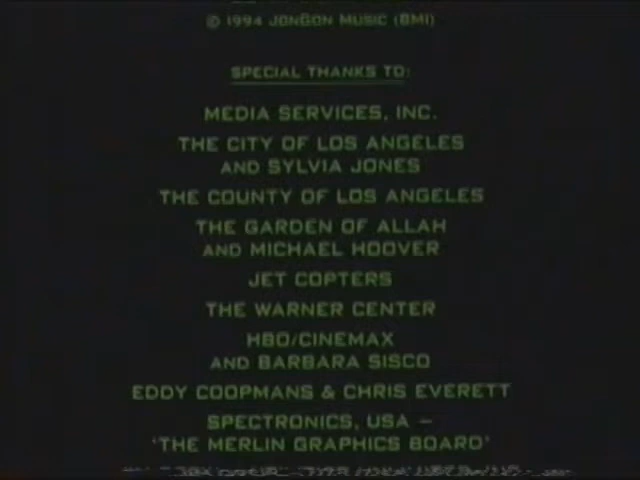 © 1994 JonGon Music (BMI)
SPECIAL THANKS TO:
MEDIA SERVICES, INC.
THE CITY OF LOS ANGELES
AND SYLVIA JONES
THE COUNTY OF LOS ANGELES
THE GARDEN OF ALLAH
AND MICHAEL HOOVER
JET COPTERS
THE WARNER CENTER
HBO/CINEMAX
AND BARBARA SISCO
EDDY COOPMANS & CHRIS EVERETT
SPECTRONICS, USA –
'THE MERLIN GRAPHICS BOARD'